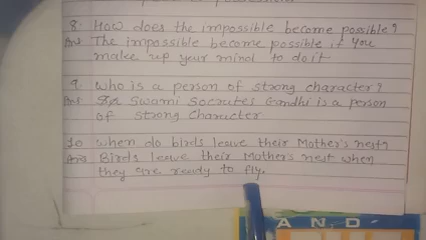 8. How does the impossible become possible?
Ans The impossible become possible if you
make up your mind to do it
9. who is a person of strong character?
Ans Swami Socrates Gandhi is a person
of strong character
10 when do birds leave their Mother's nest?
Ans Birds leave their Mother's nest when
they are ready to fly.
AND